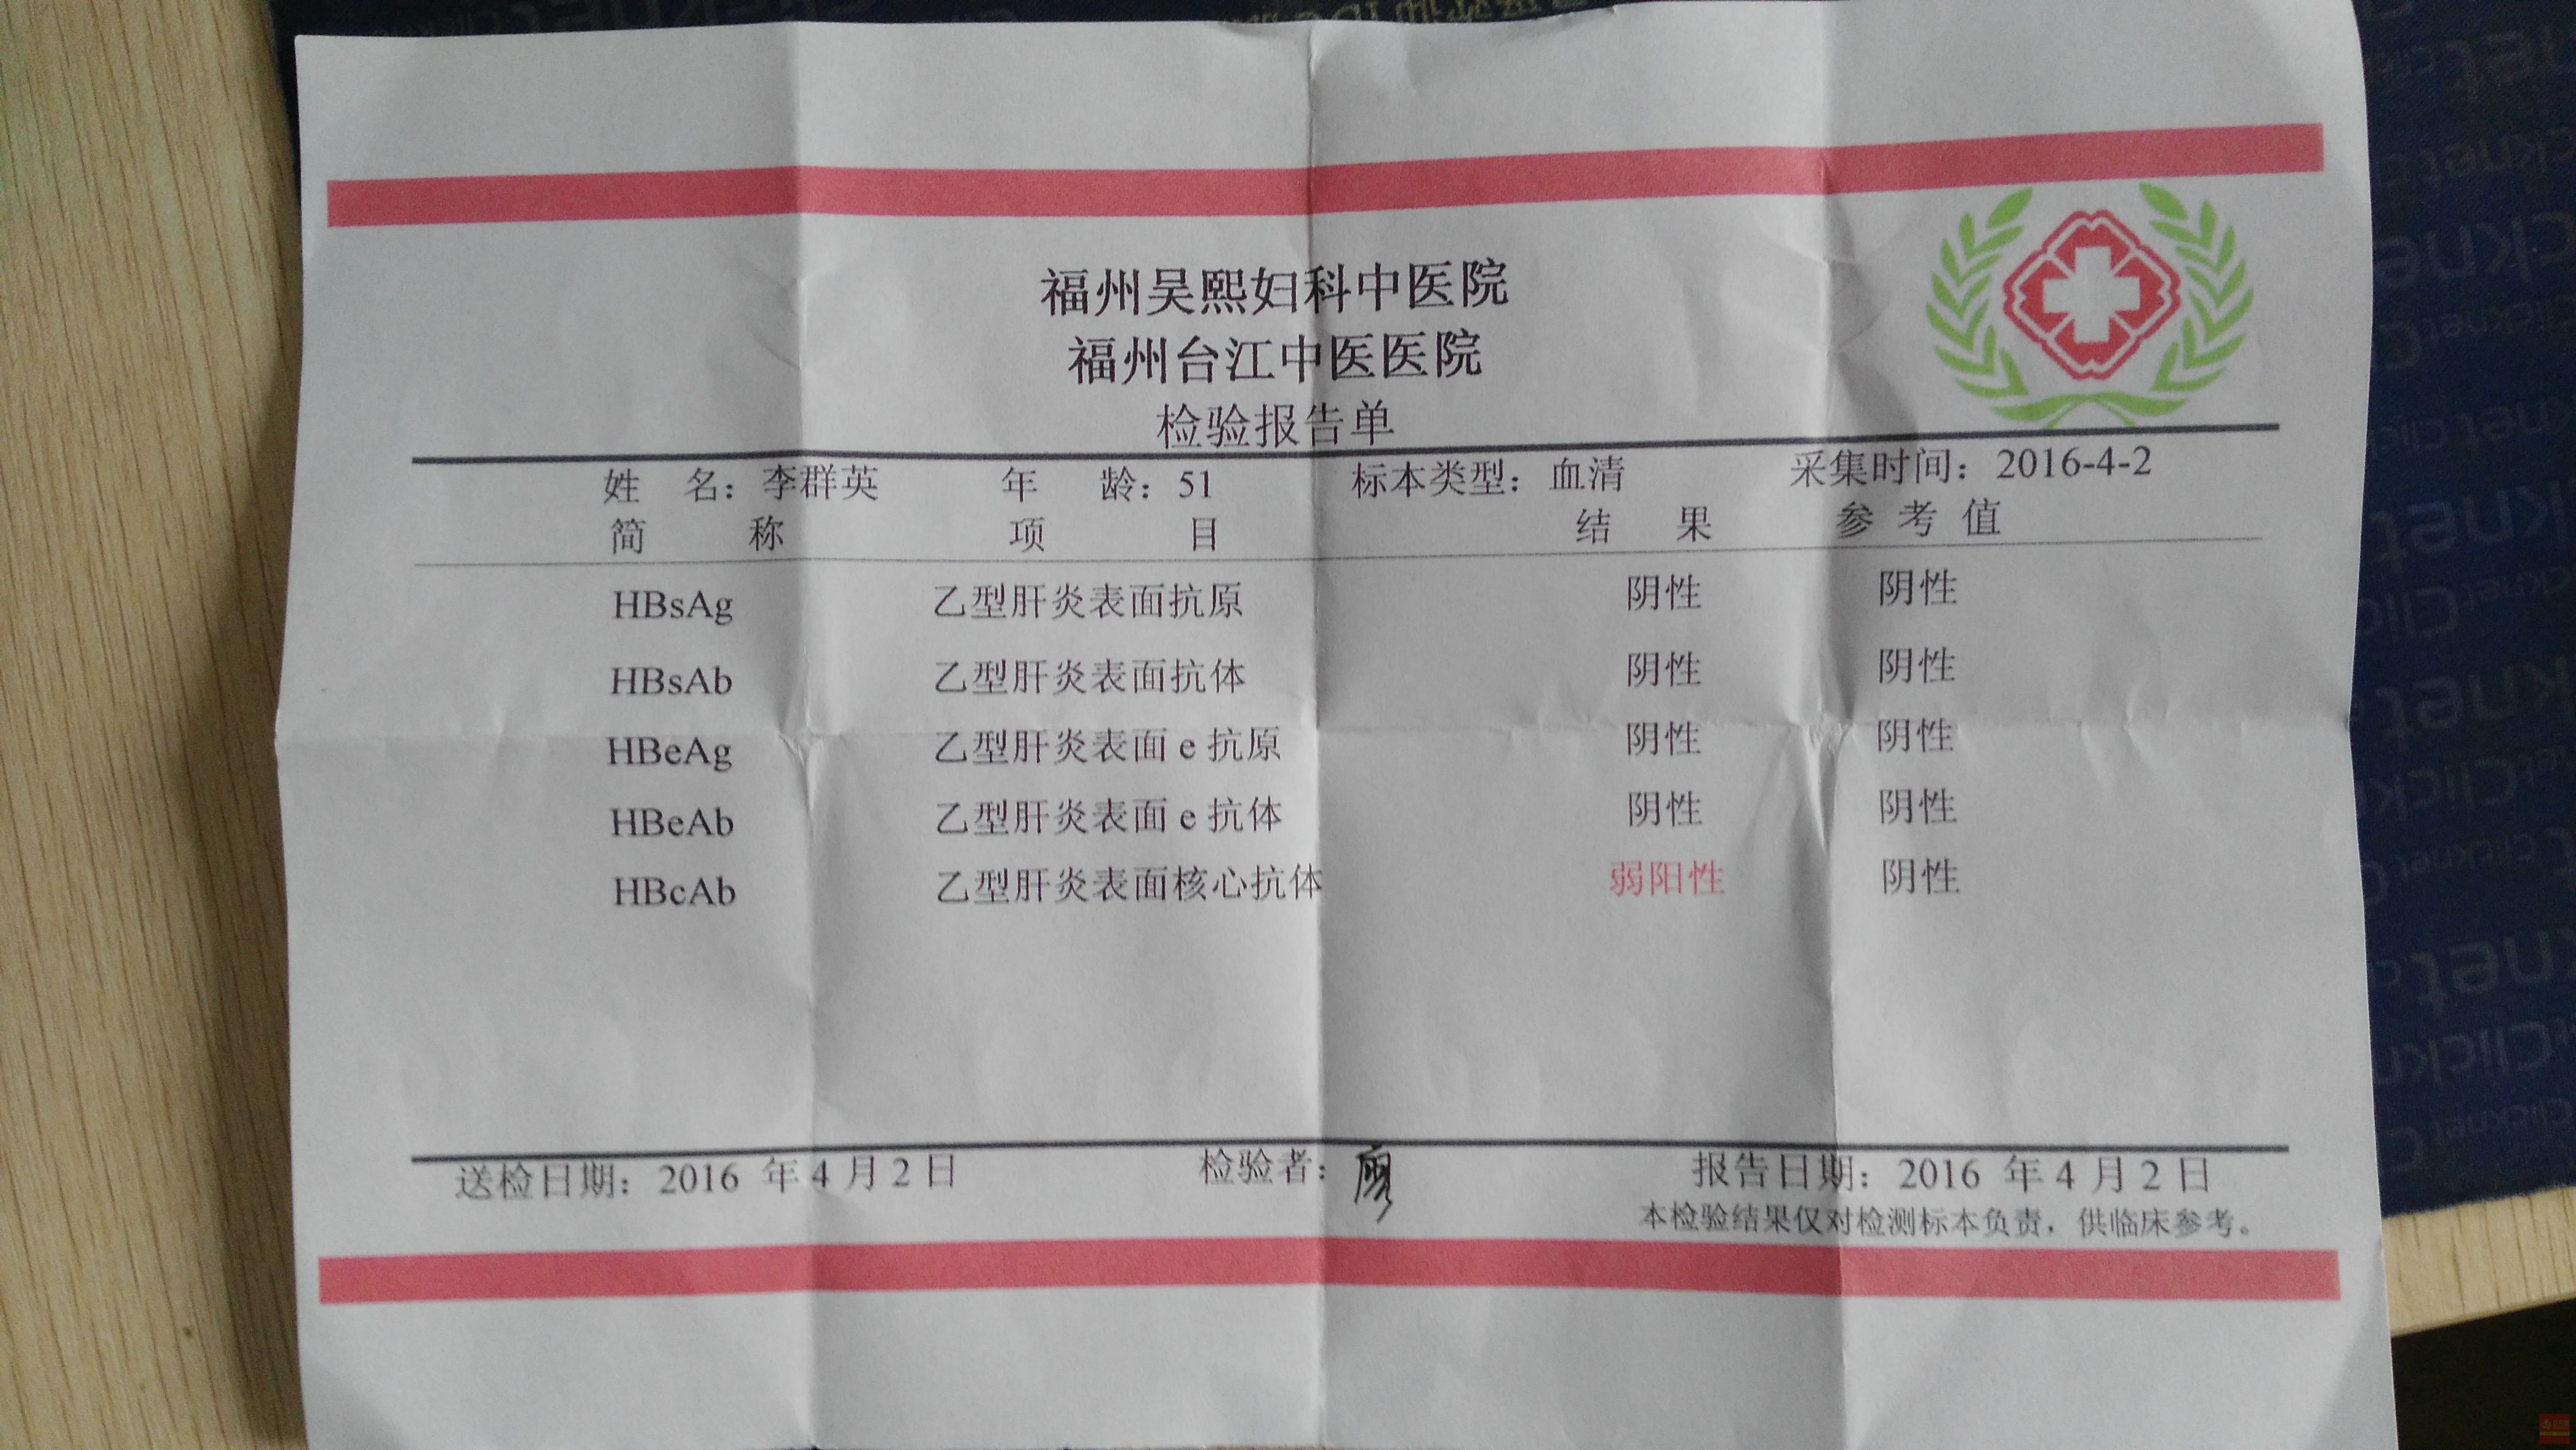 福州吴熙妇科中医院
福州台江中医医院
检验报告单
姓 名：李群英 年 龄：51 标本类型：血清 采集时间：2016-4-2
简 称 项 目 结 果 参 考 值
HBsAg 乙型肝炎表面抗原 阴性 阴性
HBsAb 乙型肝炎表面抗体 阴性 阴性
HBeAg 乙型肝炎表面 e 抗原 阴性 阴性
HBeAb 乙型肝炎表面 e 抗体 阴性 阴性
HBcAb 乙型肝炎表面核心抗体 弱阳性 阴性
送检日期：2016 年 4 月 2 日 检验者：廖 报告日期：2016 年 4 月 2 日
本检验结果仅对检测标本负责，供临床参考。